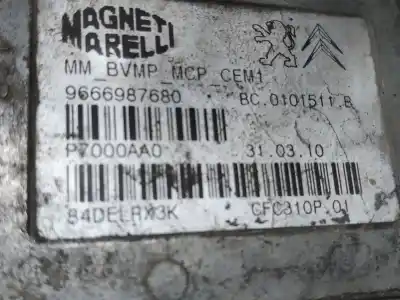 MAGNETI
MARELLI
MM_BVMP_MCP_CEM1
9666987680 BC.0101511.B
P7000AA0 31.03.10
84DELRX3K CFC310P.01